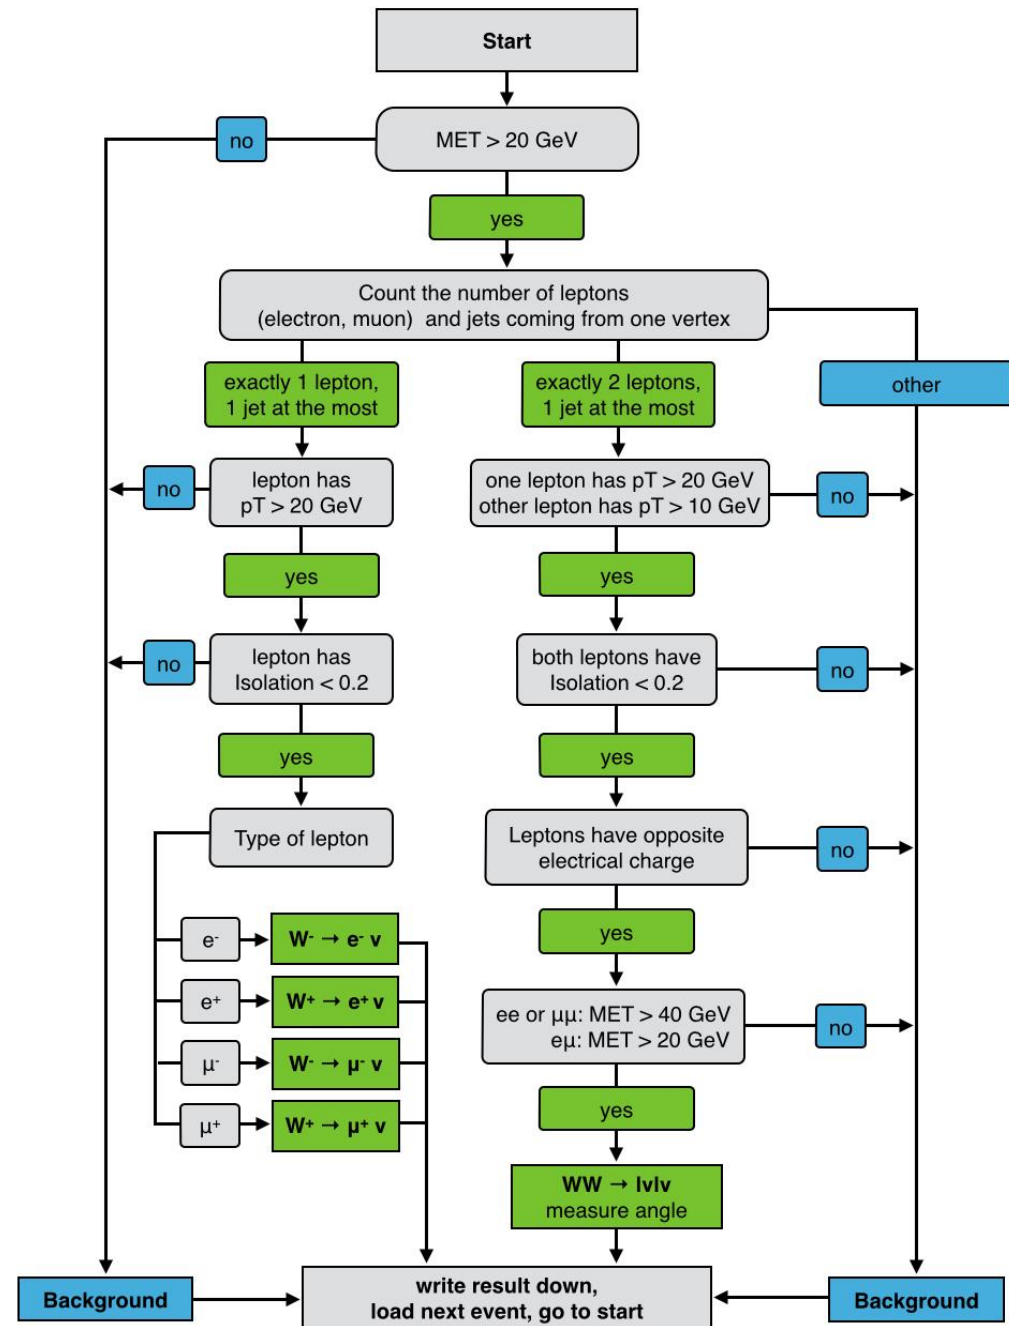 Start
no
MET > 20 GeV
yes
Count the number of leptons
(electron, muon)  and jets coming from one vertex
exactly 1 lepton,
1 jet at the most
exactly 2 leptons,
1 jet at the most
other
no
lepton has
pT > 20 GeV
one lepton has pT > 20 GeV
other lepton has pT > 10 GeV
no
yes
yes
no
lepton has
Isolation < 0.2
both leptons have
Isolation < 0.2
no
yes
yes
Type of lepton
Leptons have opposite
electrical charge
no
e⁻
W⁻ → e⁻ v
yes
e⁺
W⁺ → e⁺ v
ee or μμ: MET > 40 GeV
eμ: MET > 20 GeV
no
μ⁻
W⁻ → μ⁻ v
μ⁺
W⁺ → μ⁺ v
yes
WW → lvlv
measure angle
Background
write result down,
load next event, go to start
Background